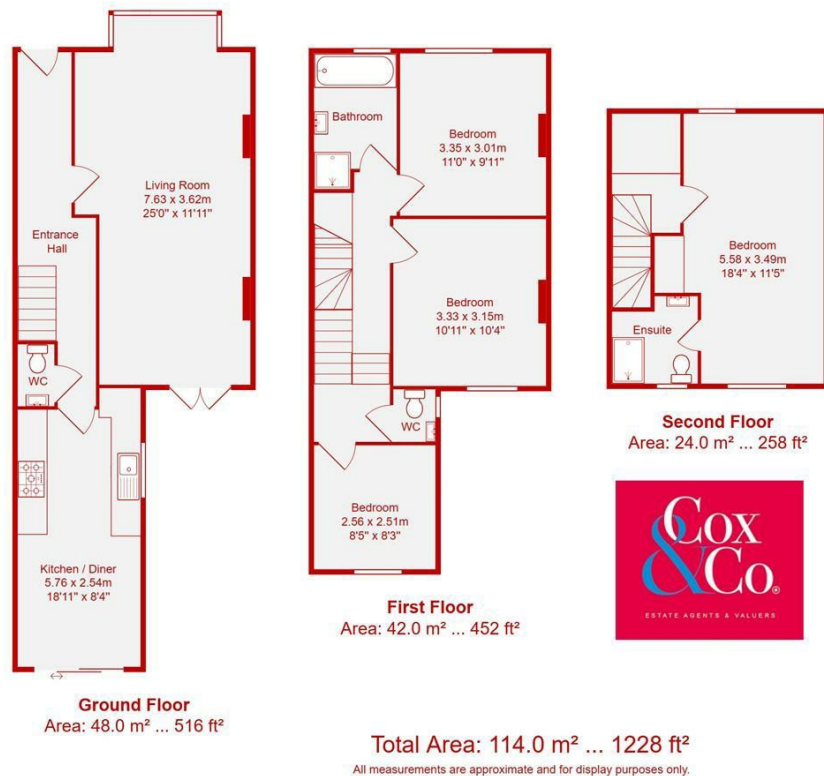 Living Room
7.63 x 3.62m
25'0" x 11'11"
Entrance
Hall
WC
Kitchen / Diner
5.76 x 2.54m
18'11" x 8'4"
Ground Floor
Area: 48.0 m² ... 516 ft²
Bathroom
Bedroom
3.35 x 3.01m
11'0" x 9'11"
Bedroom
3.33 x 3.15m
10'11" x 10'4"
WC
Bedroom
2.56 x 2.51m
8'5" x 8'3"
First Floor
Area: 42.0 m² ... 452 ft²
Bedroom
5.58 x 3.49m
18'4" x 11'5"
Ensuite
Second Floor
Area: 24.0 m² ... 258 ft²
Cox
& Co.®
ESTATE AGENTS & VALUERS
Total Area: 114.0 m² ... 1228 ft²
All measurements are approximate and for display purposes only.